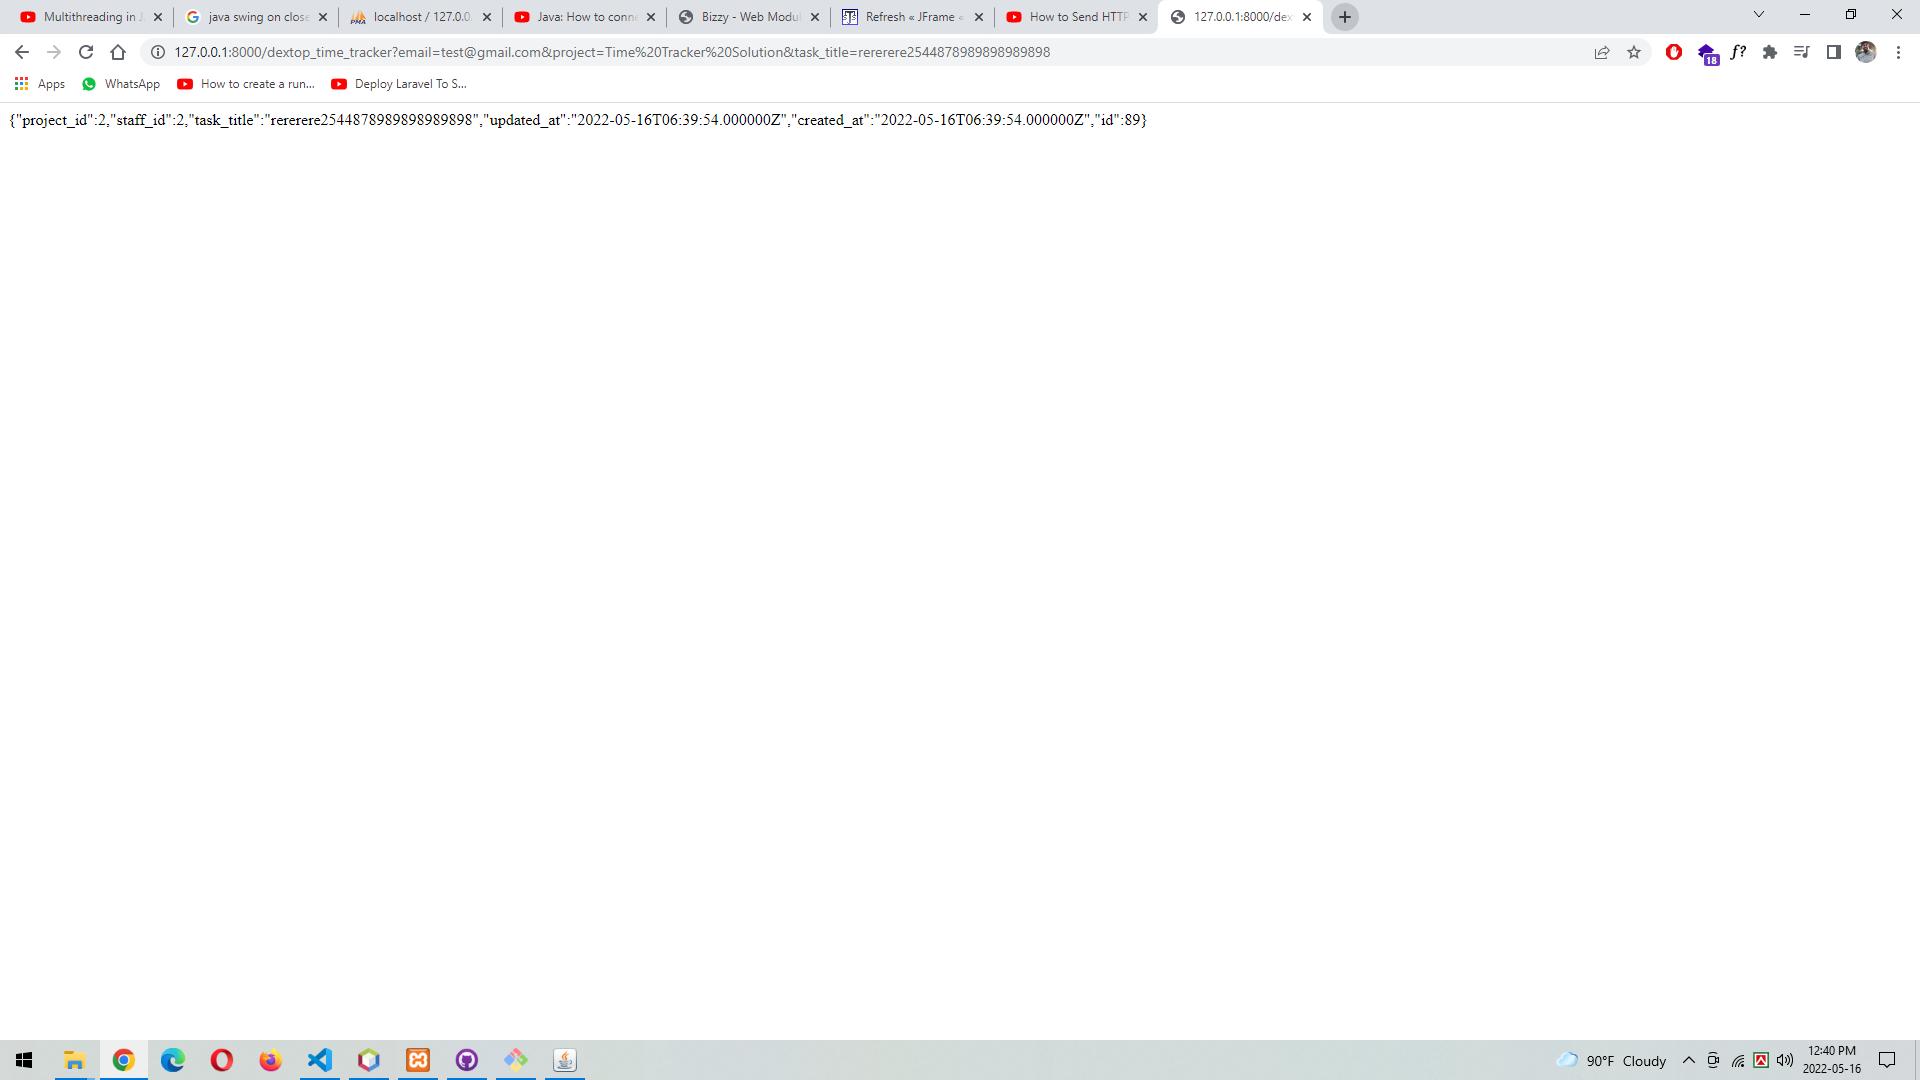 Multithreading in J
java swing on close
localhost / 127.0.0.
Java: How to conne
Bizzy - Web Modul
Refresh « JFrame «
How to Send HTTP
127.0.0.1:8000/dex
127.0.0.1:8000/dextop_time_tracker?email=test@gmail.com&project=Time%20Tracker%20Solution&task_title=rererere2544878989898989898
18
f?
Apps
WhatsApp
How to create a run...
Deploy Laravel To S...
{"project_id":2,"staff_id":2,"task_title":"rererere2544878989898989898","updated_at":"2022-05-16T06:39:54.000000Z","created_at":"2022-05-16T06:39:54.000000Z","id":89}
90°F Cloudy
12:40 PM
2022-05-16